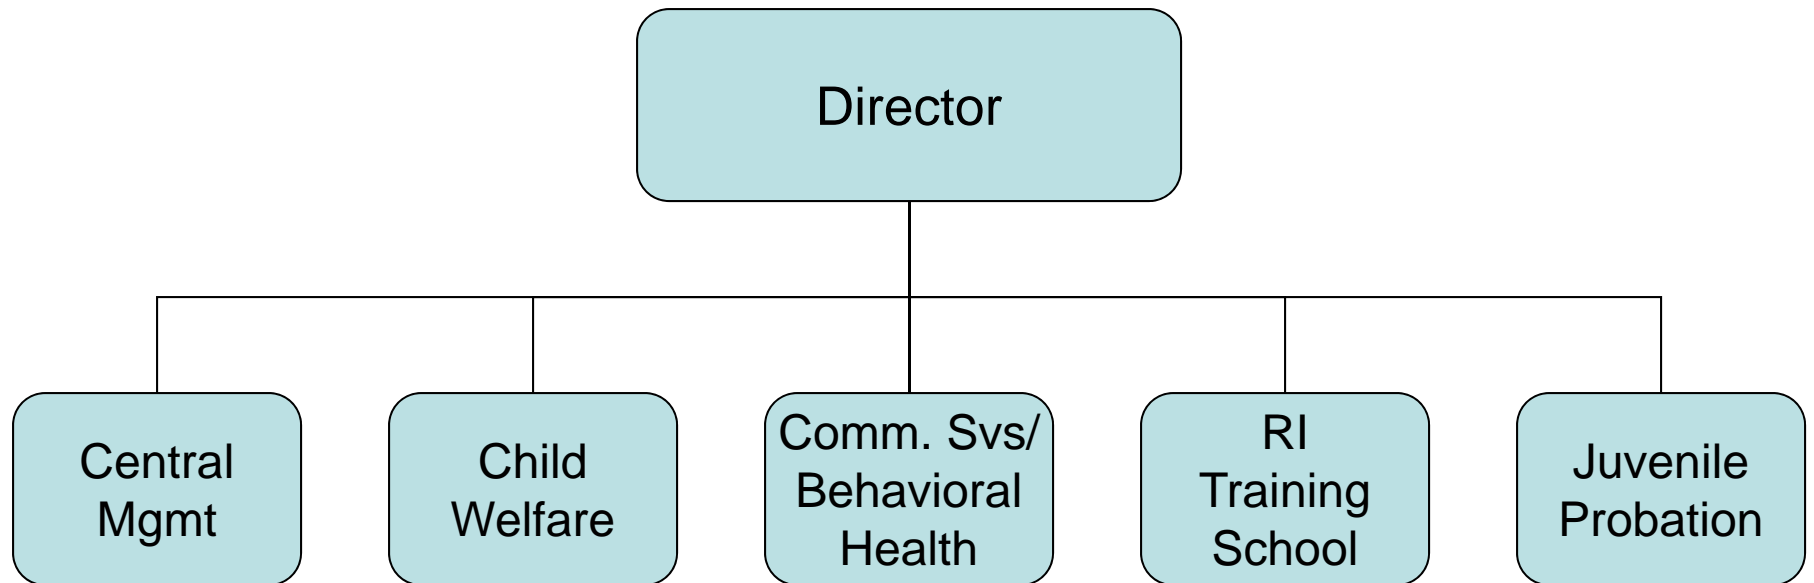 Director
Central
Mgmt
Child
Welfare
Comm. Svs/
Behavioral
Health
RI
Training
School
Juvenile
Probation